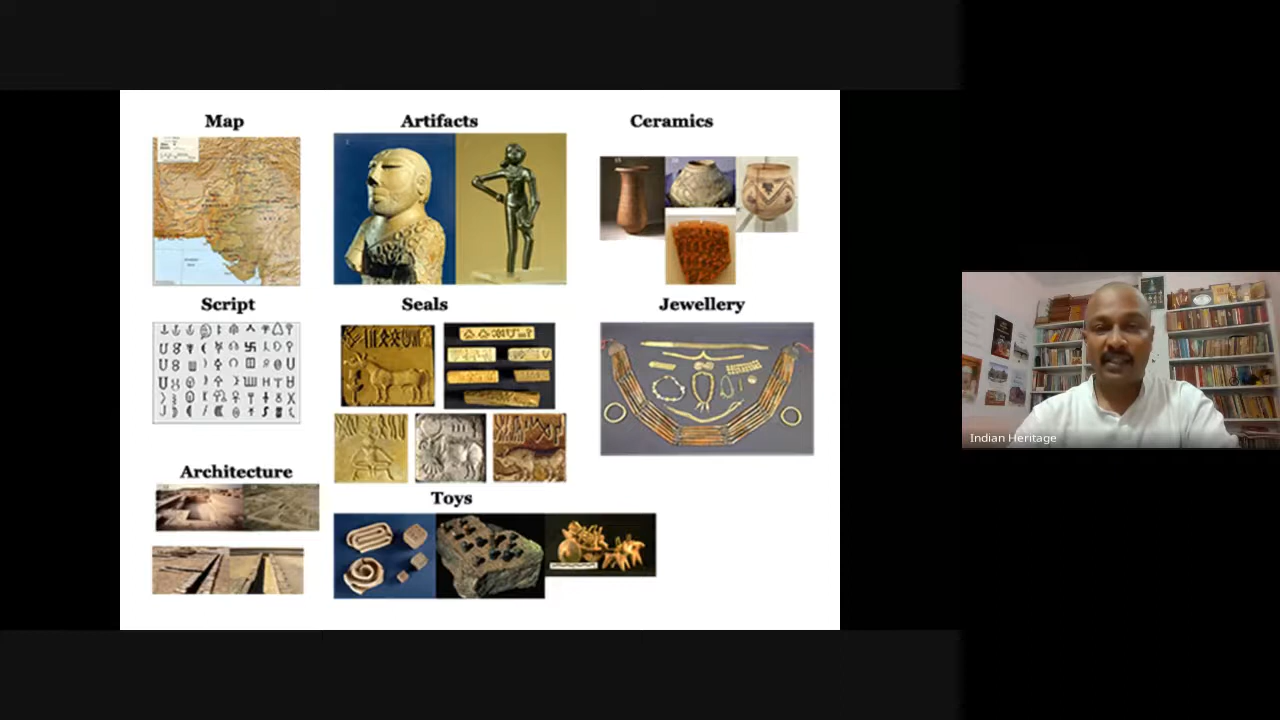 Map
Artifacts
Ceramics
Script
Seals
Jewellery
Architecture
Toys
Indian Heritage